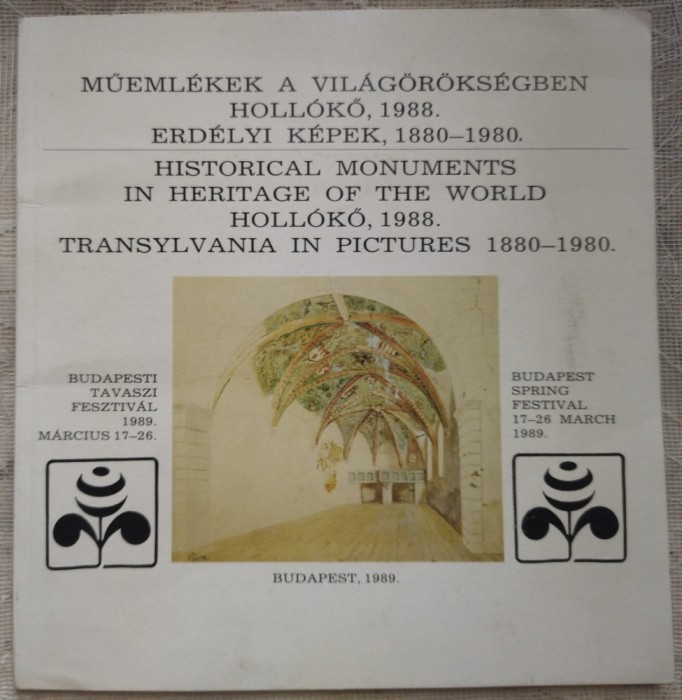 MŰEMLÉKEK A VILÁGÖRÖKSÉGBEN
HOLLÓKŐ, 1988.
ERDÉLYI KÉPEK, 1880–1980.
HISTORICAL MONUMENTS
IN HERITAGE OF THE WORLD
HOLLÓKŐ, 1988.
TRANSYLVANIA IN PICTURES 1880–1980.
BUDAPESTI
TAVASZI
FESZTIVÁL
1989.
MÁRCIUS 17–26.
BUDAPEST
SPRING
FESTIVAL
17–26 MARCH
1989.
BUDAPEST, 1989.